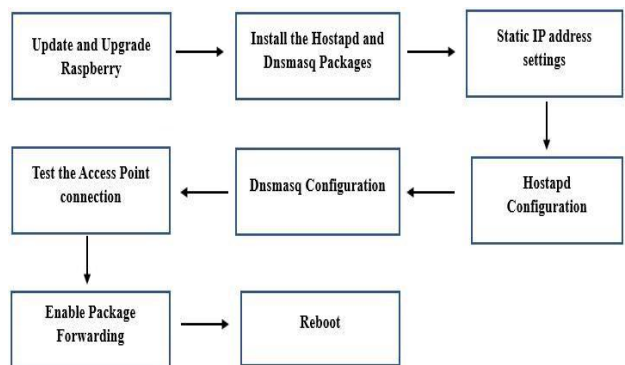 Update and Upgrade
Raspberry
Install the Hostapd and
Dnsmasq Packages
Static IP address
settings
Hostapd
Configuration
Dnsmasq Configuration
Test the Access Point
connection
Enable Package
Forwarding
Reboot